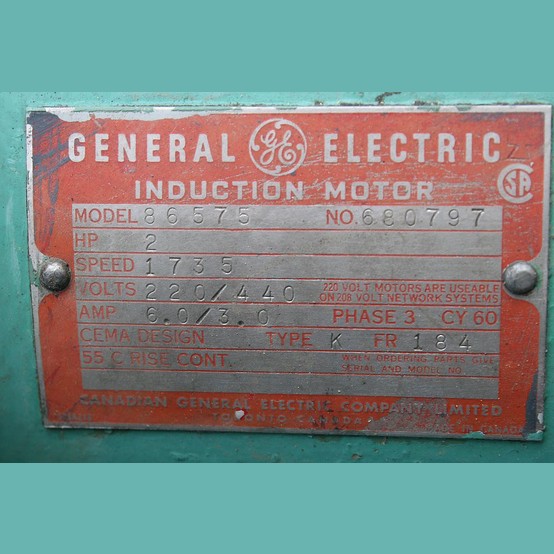 GENERAL GE ELECTRIC
INDUCTION MOTOR SA
MODEL 86575 NO. 680797
HP 2
SPEED 1735
VOLTS 220/440 220 VOLT MOTORS ARE USEABLE
ON 208 VOLT NETWORK SYSTEMS
AMP 6.0/3.0 PHASE 3 CY 60
CEMA DESIGN TYPE K FR 184
55 C RISE CONT. WHEN ORDERING PARTS GIVE
SERIAL AND MODEL NO.
CANADIAN GENERAL ELECTRIC COMPANY LIMITED
TORONTO CANADA
MADE IN CANADA